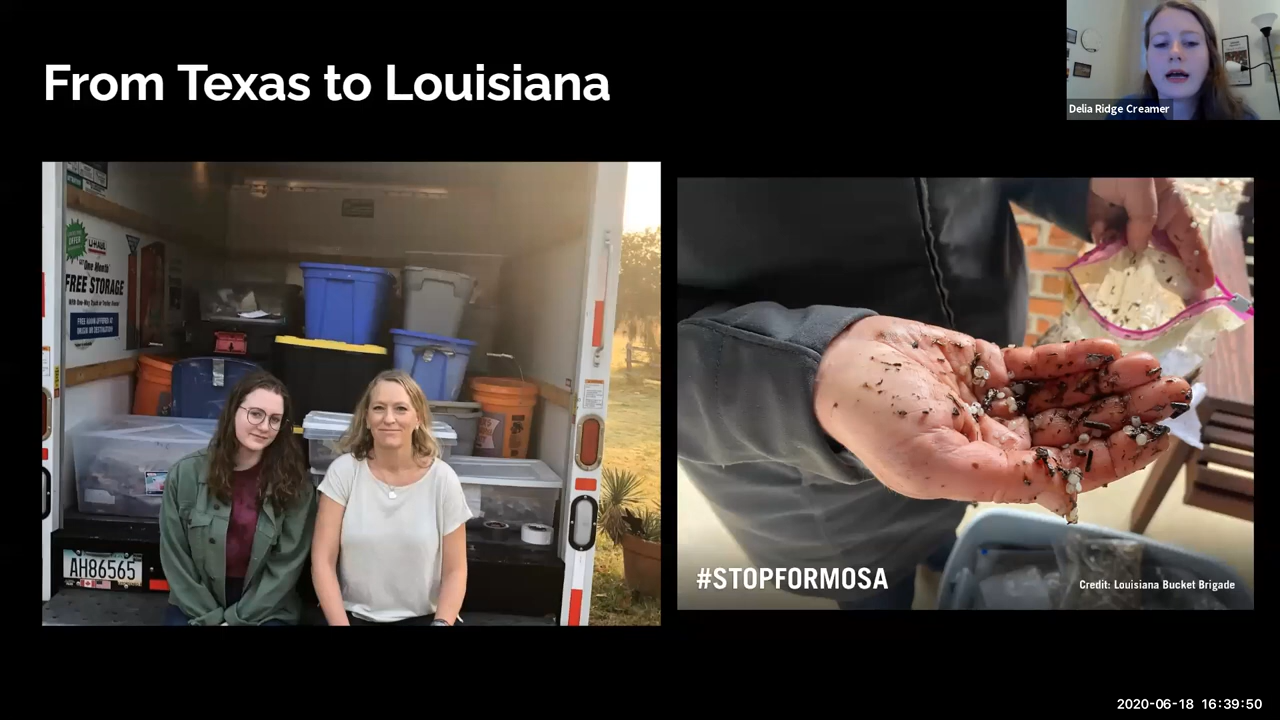 From Texas to Louisiana
Delia Ridge Creamer
U-HAUL
One Month
FREE STORAGE
AH86565
#STOPFORMOSA
Credit: Louisiana Bucket Brigade
2020-06-18 16:39:50